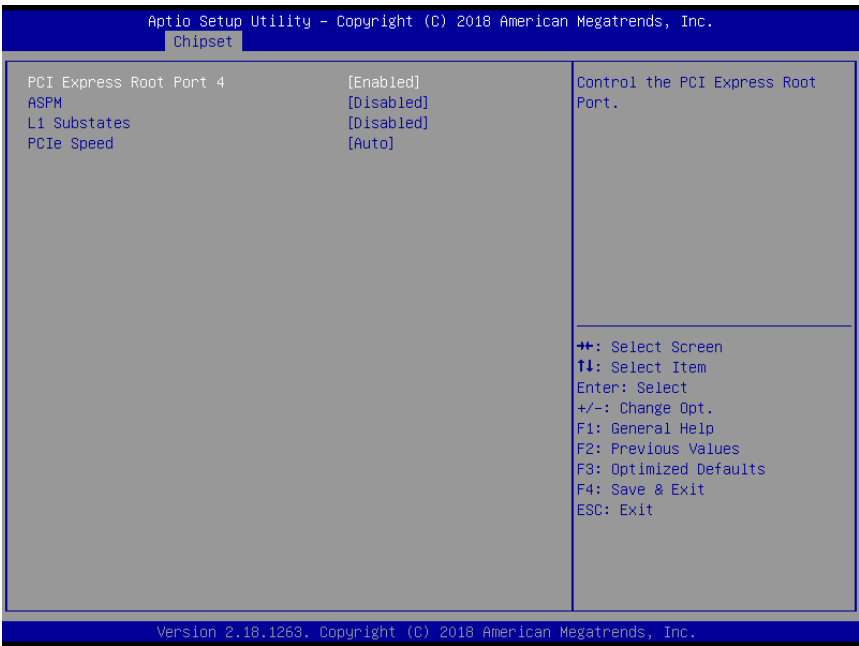 Aptio Setup Utility – Copyright (C) 2018 American Megatrends, Inc.
Chipset
PCI Express Root Port 4 [Enabled]
ASPM [Disabled]
L1 Substates [Disabled]
PCIe Speed [Auto]
Control the PCI Express Root
Port.
→←: Select Screen
↑↓: Select Item
Enter: Select
+/-: Change Opt.
F1: General Help
F2: Previous Values
F3: Optimized Defaults
F4: Save & Exit
ESC: Exit
Version 2.18.1263. Copyright (C) 2018 American Megatrends, Inc.